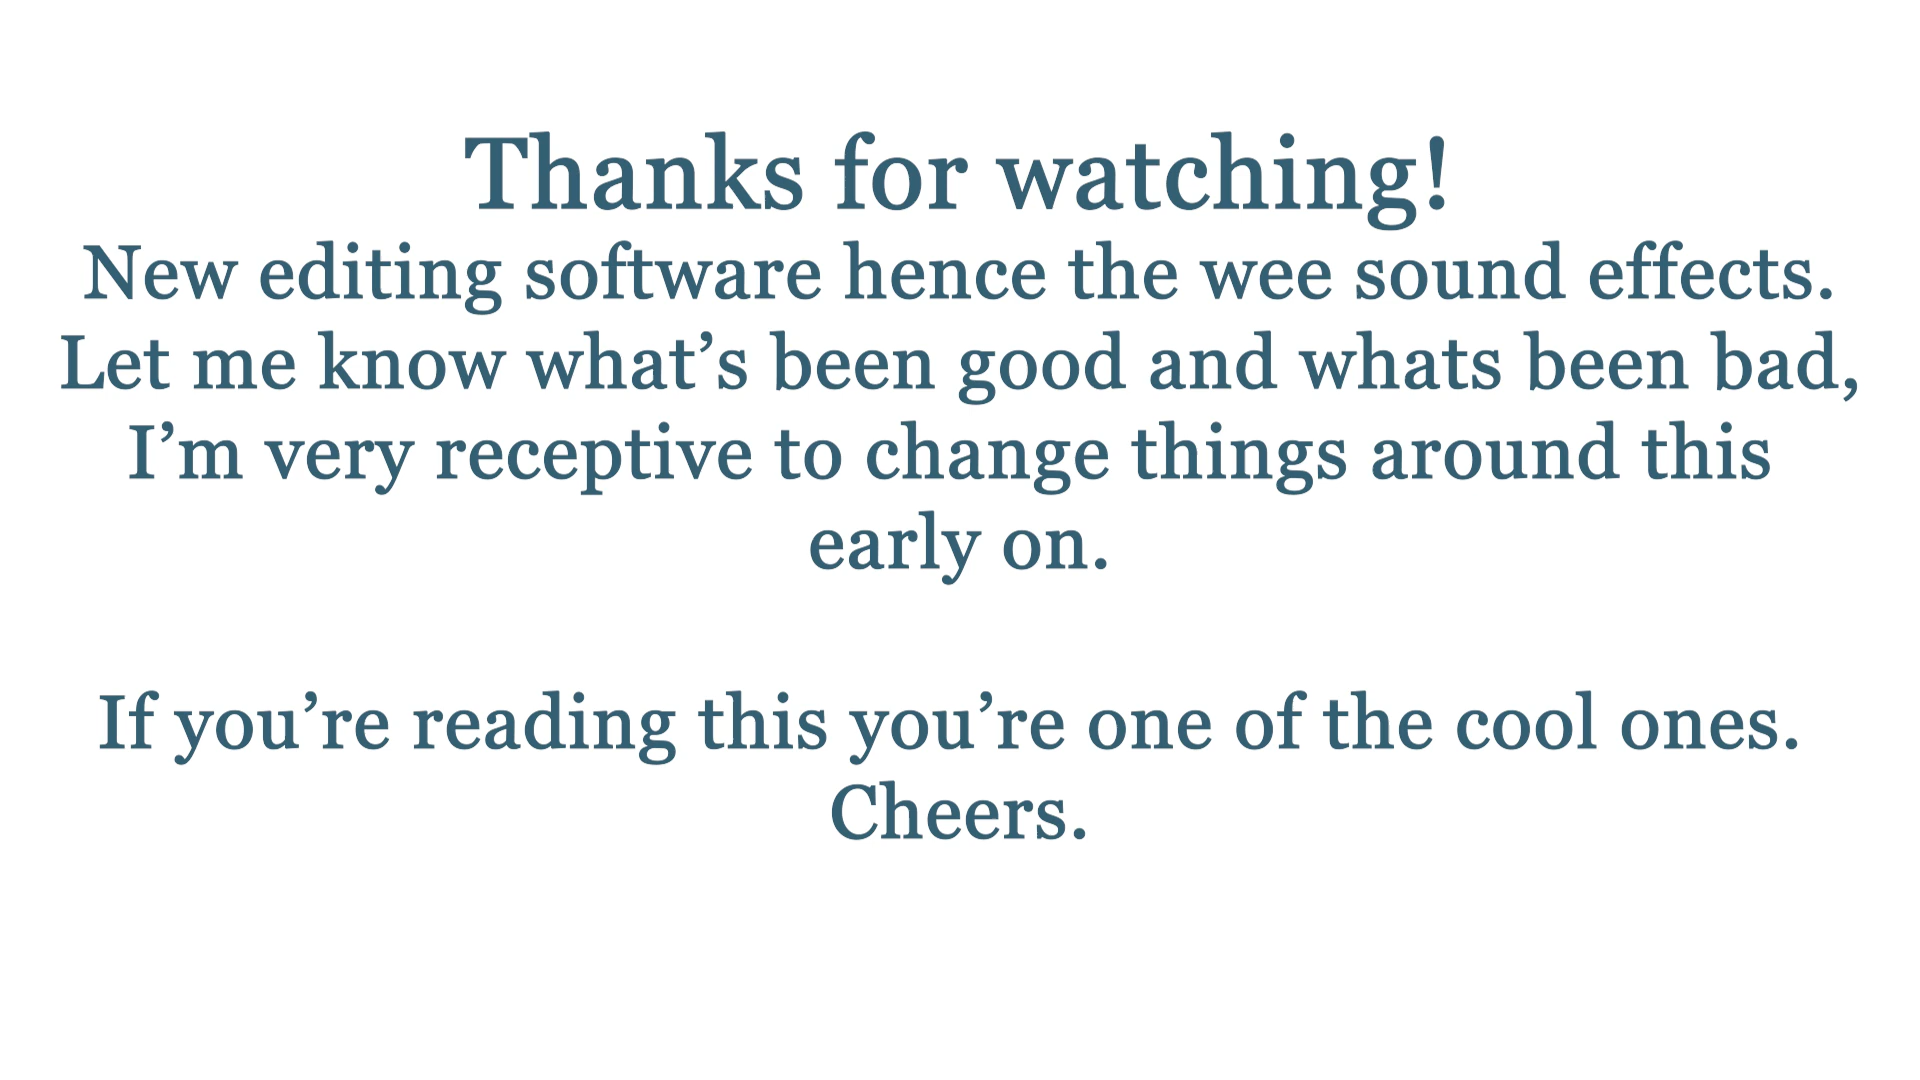 Thanks for watching!
New editing software hence the wee sound effects.
Let me know what’s been good and whats been bad,
I’m very receptive to change things around this
early on.
If you’re reading this you’re one of the cool ones.
Cheers.